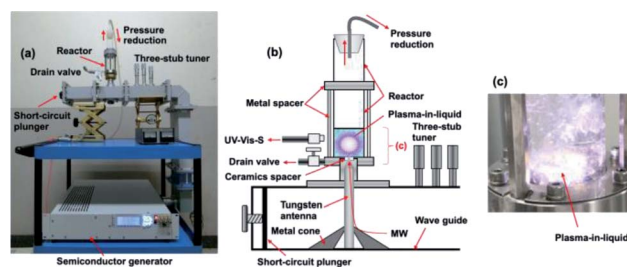 (a)
Pressure
reduction
Reactor
Three-stub tuner
Drain valve
Short-circuit
plunger
Semiconductor generator
(b)
Pressure
reduction
Metal spacer
Reactor
Plasma-in-liquid
Three-stub
tuner
UV-Vis-S
(c)
Drain valve
Ceramics spacer
Tungsten
antenna
Wave guide
Metal cone
MW
Short-circuit plunger
(c)
Plasma-in-liquid